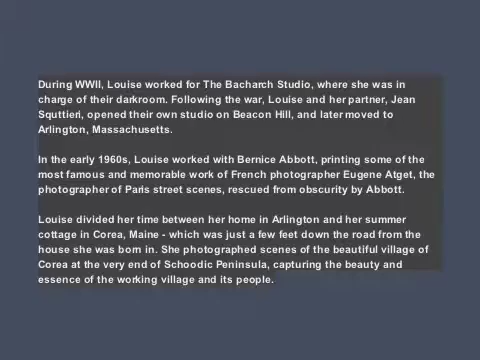 During WWII, Louise worked for The Bacharch Studio, where she was in
charge of their darkroom. Following the war, Louise and her partner, Jean
Squttieri, opened their own studio on Beacon Hill, and later moved to
Arlington, Massachusetts.
In the early 1960s, Louise worked with Bernice Abbott, printing some of the
most famous and memorable work of French photographer Eugene Atget, the
photographer of Paris street scenes, rescued from obscurity by Abbott.
Louise divided her time between her home in Arlington and her summer
cottage in Corea, Maine - which was just a few feet down the road from the
house she was born in. She photographed scenes of the beautiful village of
Corea at the very end of Schoodic Peninsula, capturing the beauty and
essence of the working village and its people.